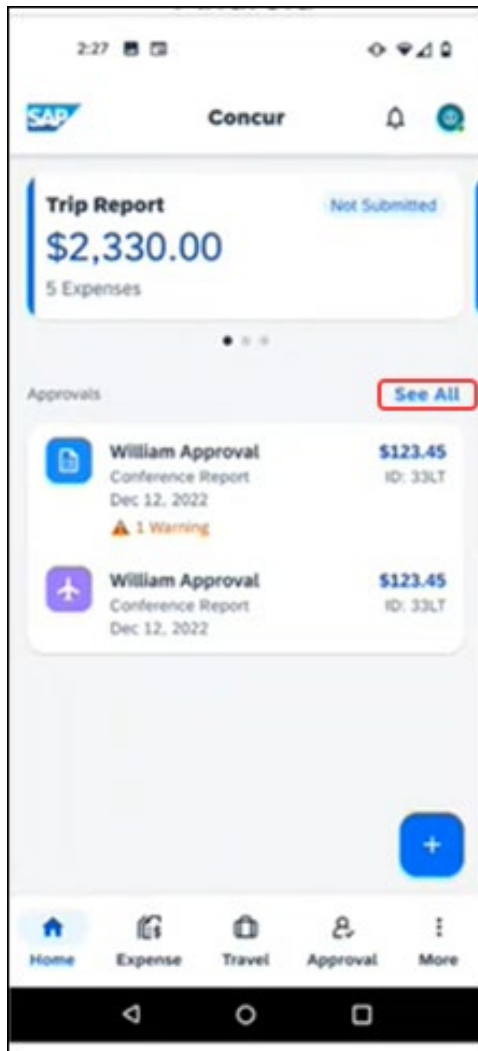 2:27
SAP
Concur
Trip Report
Not Submitted
$2,330.00
5 Expenses
Approvals
See All
William Approval
$123.45
Conference Report
ID: 33LT
Dec 12, 2022
1 Warning
William Approval
$123.45
Conference Report
ID: 33LT
Dec 12, 2022
+
Home
Expense
Travel
Approval
More